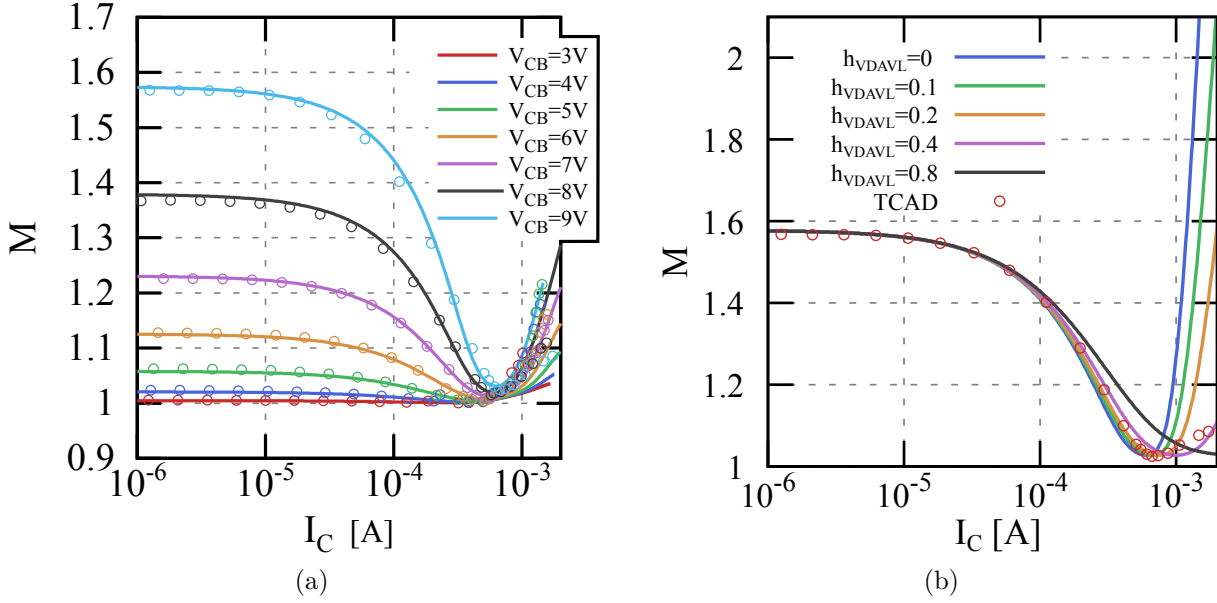 1.7
1.6
1.5
1.4
1.3
1.2
1.1
1
0.9
M
10^-6
10^-5
10^-4
10^-3
I_C [A]
V_CB=3V
V_CB=4V
V_CB=5V
V_CB=6V
V_CB=7V
V_CB=8V
V_CB=9V
(a)
2
1.8
1.6
1.4
1.2
1
M
10^-6
10^-5
10^-4
10^-3
I_C [A]
h_VDAVL=0
h_VDAVL=0.1
h_VDAVL=0.2
h_VDAVL=0.4
h_VDAVL=0.8
TCAD
(b)